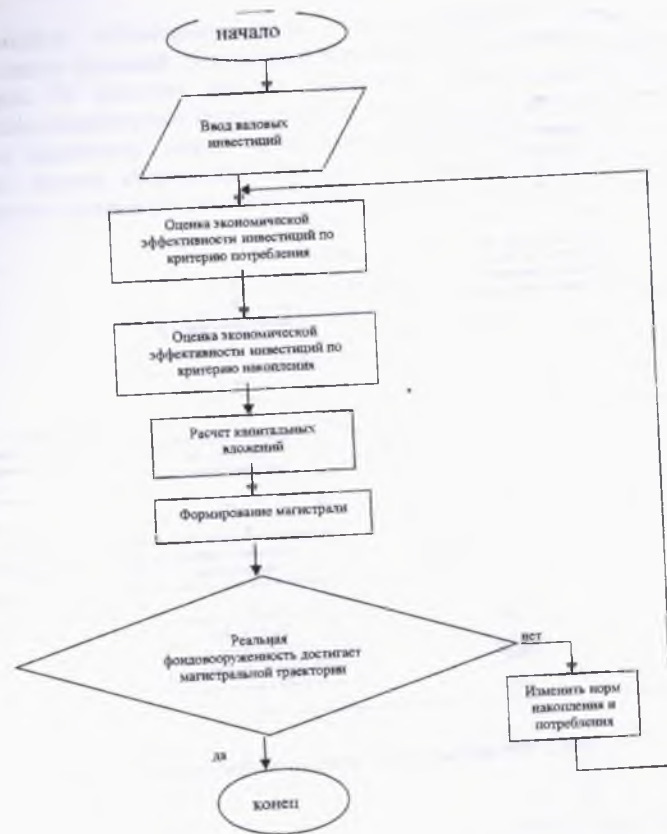 начало
Ввод валовых
инвестиций
Оценка экономической
эффективности инвестиций по
критерию потребления
Оценка экономической
эффективности инвестиций по
критерию накопления
Расчет капитальных
вложений
Формирование магистрали
Реальная
фондовооруженность достигает
магистральной траектории
нет
Изменить норм
накопления и
потребления
да
конец